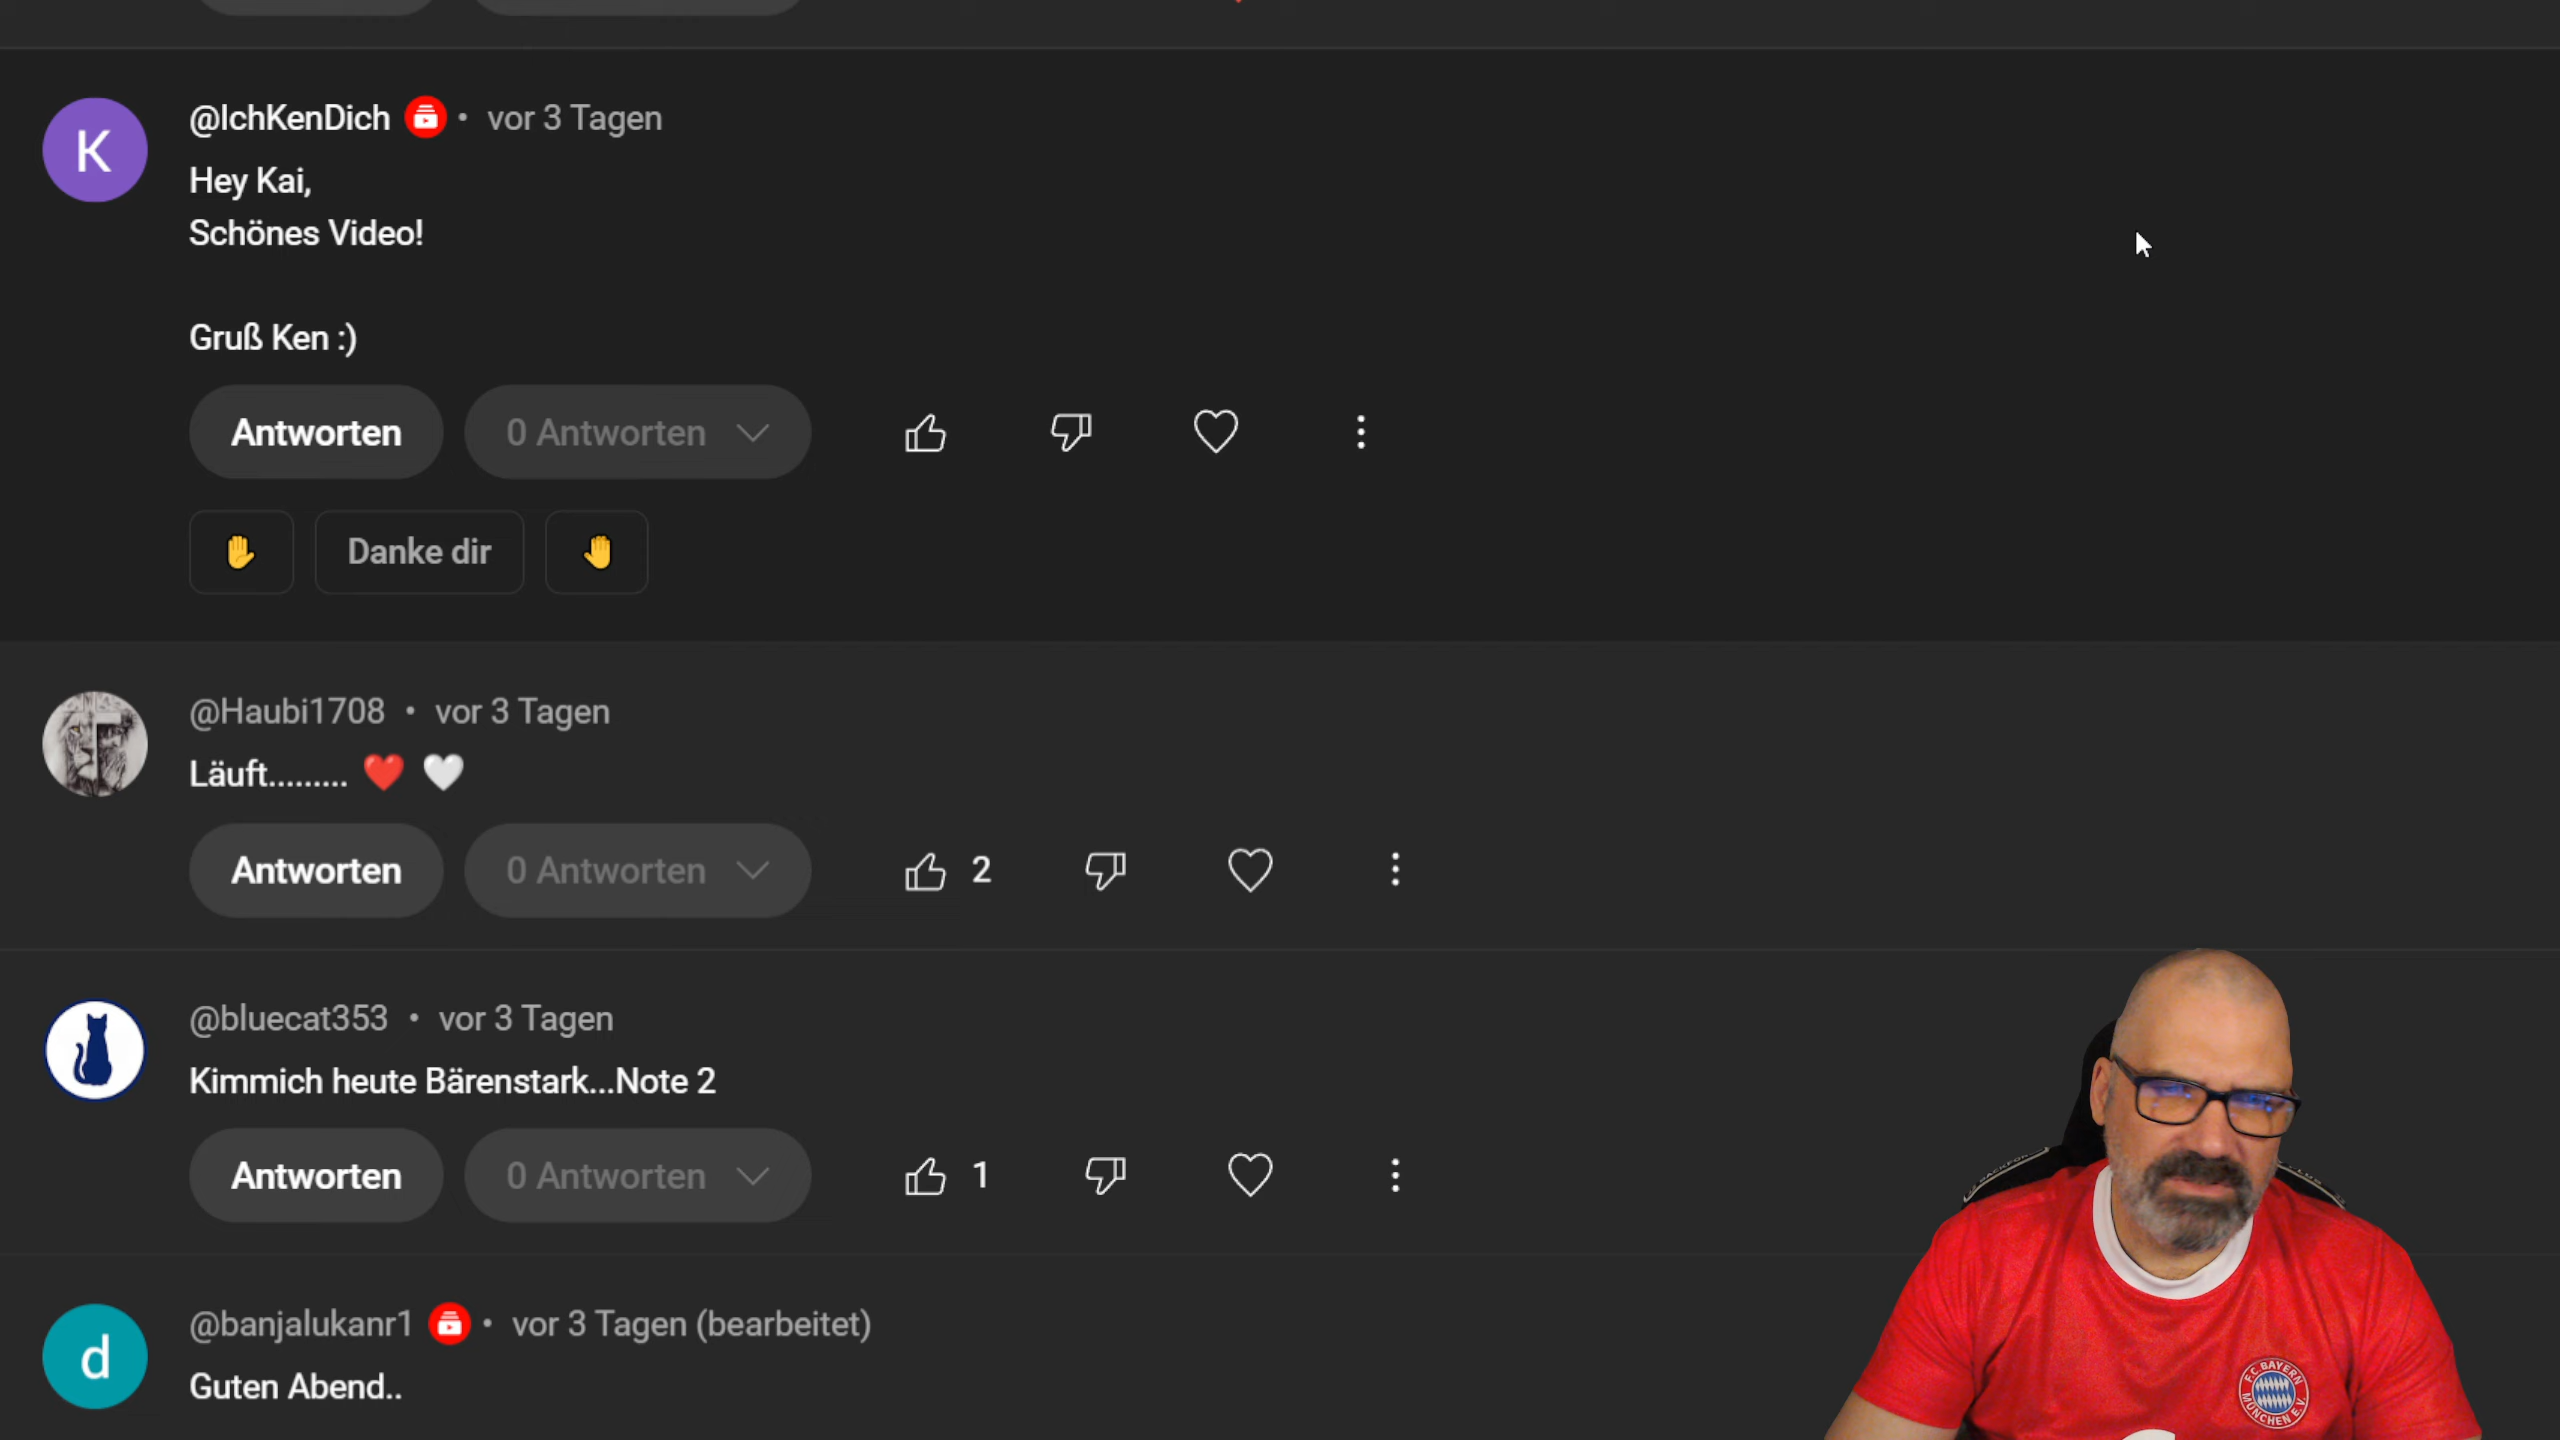 K
@IchKenDich • vor 3 Tagen
Hey Kai,
Schönes Video!
Gruß Ken :)
Antworten
0 Antworten
✋
Danke dir
🤚
@Haubi1708 • vor 3 Tagen
Läuft......... ❤️ 🤍
Antworten
0 Antworten
2
@bluecat353 • vor 3 Tagen
Kimmich heute Bärenstark...Note 2
Antworten
0 Antworten
1
d
@banjalukanr1 • vor 3 Tagen (bearbeitet)
Guten Abend..
F.C. BAYERN
MÜNCHEN E.V.